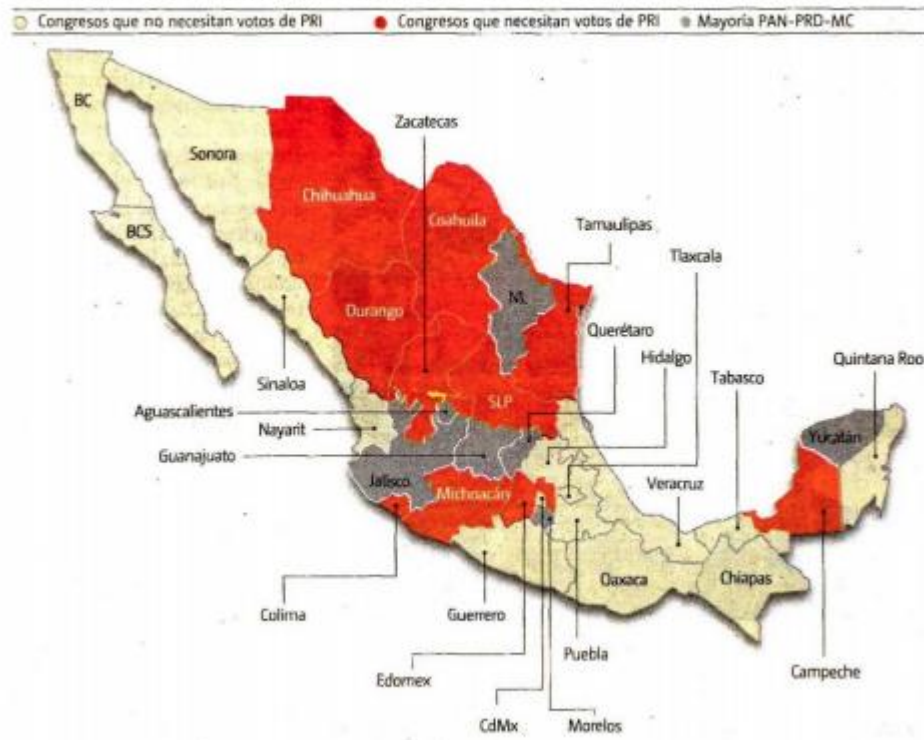 Congresos que no necesitan votos de PRI Congresos que necesitan votos de PRI Mayoría PAN-PRD-MC
BC
Zacatecas
Sonora
Chihuahua
Coahuila
Tamaulipas
BCS
Tlaxcala
NL
Durango
Querétaro
Hidalgo
Quintana Roo
Tabasco
Sinaloa
SLP
Aguascalientes
Nayarit
Yucatán
Guanajuato
Jalisco
Michoacán
Veracruz
Oaxaca
Chiapas
Colima
Guerrero
Puebla
Campeche
Edomex
CdMx
Morelos